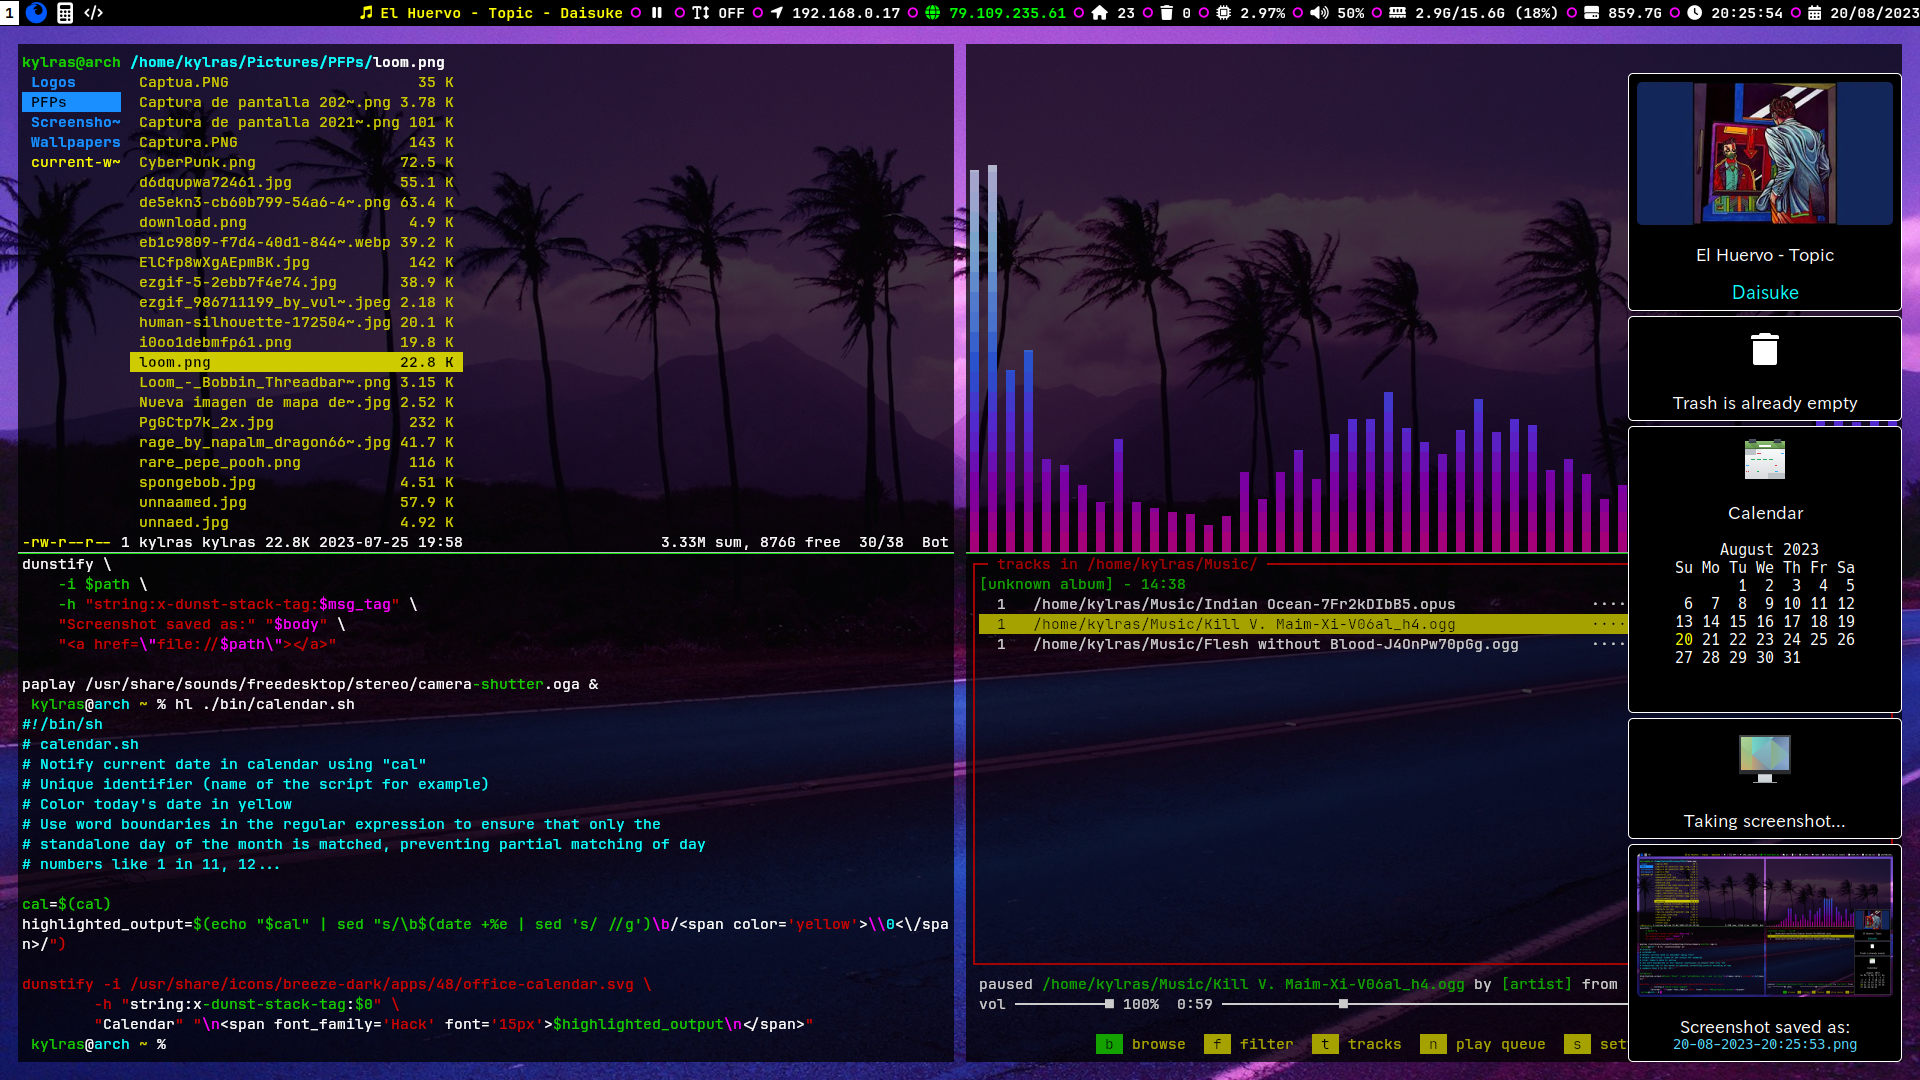 1 </> El Huervo - Topic - Daisuke OFF 192.168.0.17 79.109.235.61 23 0 2.97% 50% 2.9G/15.6G (18%) 859.7G 20:25:54 20/08/2023
kylras@arch /home/kylras/Pictures/PFPs/loom.png
Logos Captua.PNG 35 K
PFPs Captura de pantalla 202~.png 3.78 K
Screensho~ Captura de pantalla 2021~.png 101 K
Wallpapers Captura.PNG 143 K
current-w~ CyberPunk.png 72.5 K
d6dqupwa72461.jpg 55.1 K
de5ekn3-cb60b799-54a6-4~.png 63.4 K
download.png 4.9 K
eb1c9809-f7d4-40d1-844~.webp 39.2 K
ElCfp8wXgAEpmBK.jpg 142 K
ezgif-5-2ebb7f4e74.jpg 38.9 K
ezgif_986711199_by_vul~.jpeg 2.18 K
human-silhouette-172504~.jpg 20.1 K
i0oo1debmfp61.png 19.8 K
loom.png 22.8 K
Loom_-_Bobbin_Threadbar~.png 3.15 K
Nueva imagen de mapa de~.jpg 2.52 K
PgGCtp7k_2x.jpg 232 K
rage_by_napalm_dragon66~.jpg 41.7 K
rare_pepe_pooh.png 116 K
spongebob.jpg 4.51 K
unnaamed.jpg 57.9 K
unnaed.jpg 4.92 K
-rw-r--r-- 1 kylras kylras 22.8K 2023-07-25 19:58 3.33M sum, 876G free 30/38 Bot
dunstify \
-i $path \
-h "string:x-dunst-stack-tag:$msg_tag" \
"Screenshot saved as:" "$body" \
"<a href=\"file://$path\"></a>"
paplay /usr/share/sounds/freedesktop/stereo/camera-shutter.oga &
kylras@arch ~ % hl ./bin/calendar.sh
#!/bin/sh
# calendar.sh
# Notify current date in calendar using "cal"
# Unique identifier (name of the script for example)
# Color today's date in yellow
# Use word boundaries in the regular expression to ensure that only the
# standalone day of the month is matched, preventing partial matching of day
# numbers like 1 in 11, 12...
cal=$(cal)
highlighted_output=$(echo "$cal" | sed "s/\b$(date +%e | sed 's/ //g')\b/<span color='yellow'>\\0<\/spa
n>/")
dunstify -i /usr/share/icons/breeze-dark/apps/48/office-calendar.svg \
-h "string:x-dunst-stack-tag:$0" \
"Calendar" "\n<span font_family='Hack' font='15px'>$highlighted_output\n</span>"
kylras@arch ~ %
tracks in /home/kylras/Music/
[unknown album] - 14:38
1 /home/kylras/Music/Indian Ocean-7Fr2kDIbB5.opus ····
1 /home/kylras/Music/Kill V. Maim-Xi-V06al_h4.ogg ····
1 /home/kylras/Music/Flesh without Blood-J4OnPw70pGg.ogg ····
paused /home/kylras/Music/Kill V. Maim-Xi-V06al_h4.ogg by [artist] from
vol 100% 0:59
b browse f filter t tracks n play queue s set
El Huervo - Topic
Daisuke
Trash is already empty
Calendar
August 2023
Su Mo Tu We Th Fr Sa
1 2 3 4 5
6 7 8 9 10 11 12
13 14 15 16 17 18 19
20 21 22 23 24 25 26
27 28 29 30 31
Taking screenshot...
Screenshot saved as:
20-08-2023-20:25:53.png